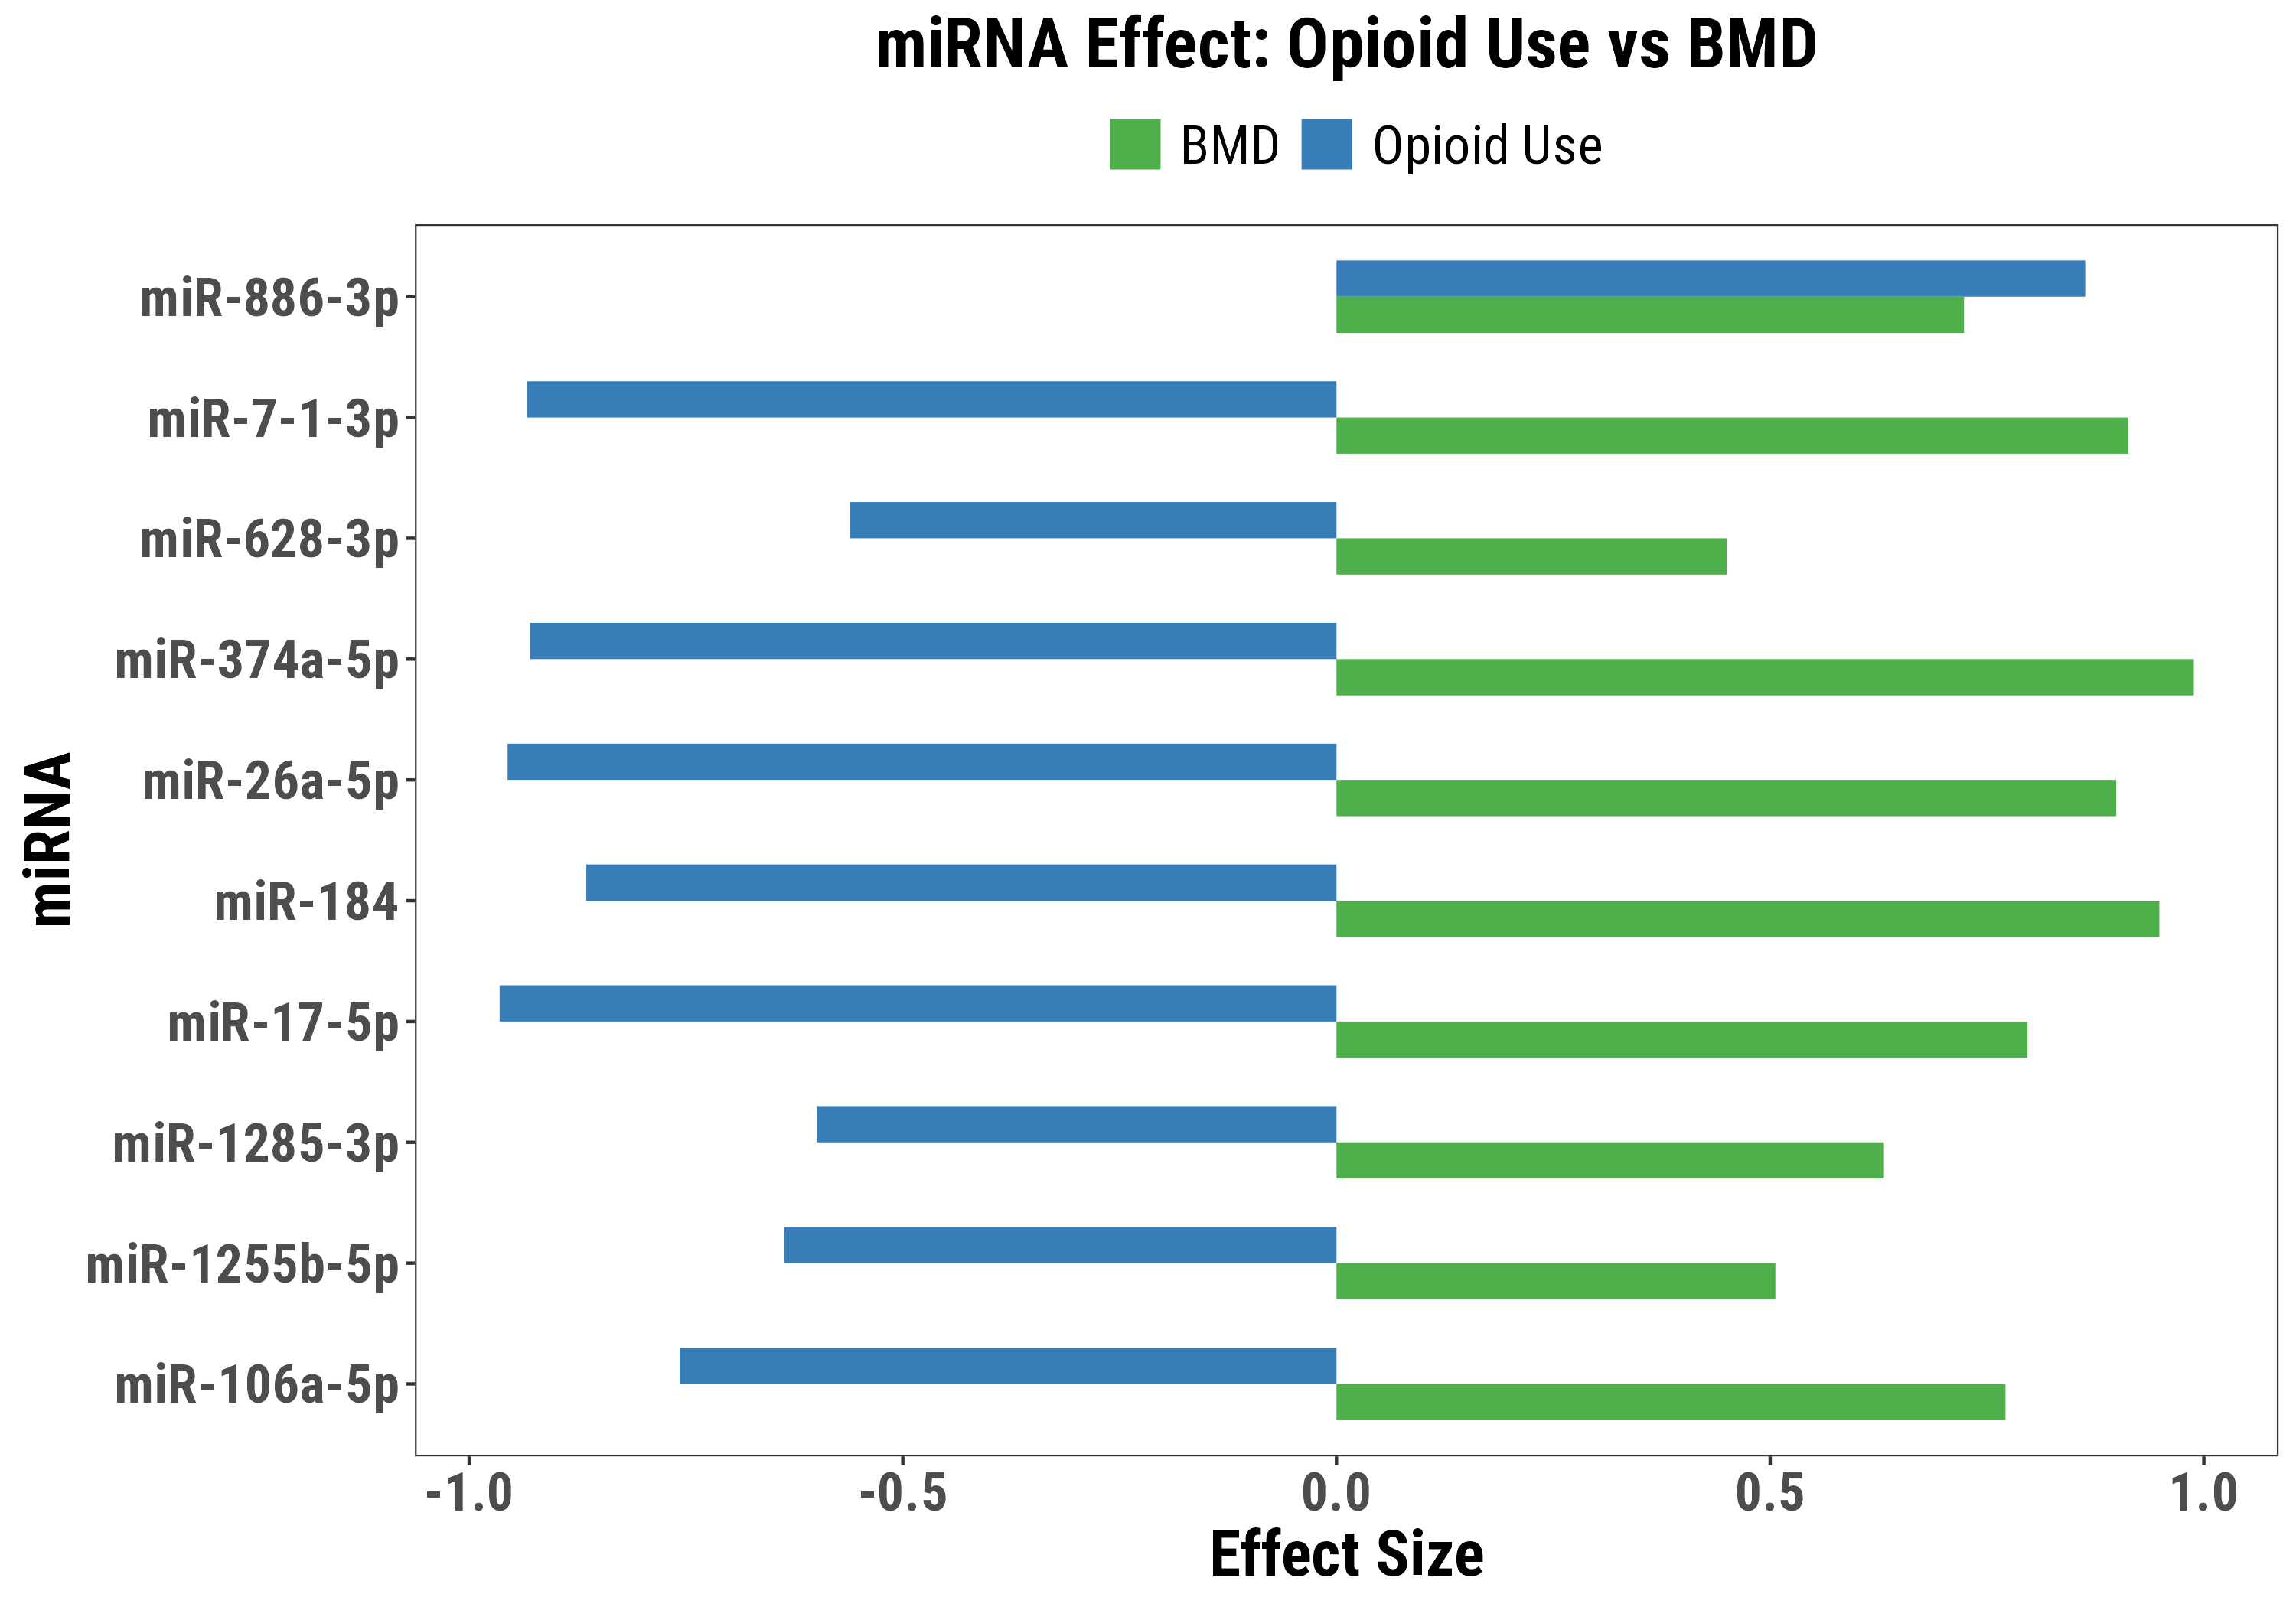 miRNA Effect: Opioid Use vs BMD
BMD Opioid Use
miR-886-3p
miR-7-1-3p
miR-628-3p
miR-374a-5p
miR-26a-5p
miR-184
miR-17-5p
miR-1285-3p
miR-1255b-5p
miR-106a-5p
miRNA
-1.0 -0.5 0.0 0.5 1.0
Effect Size